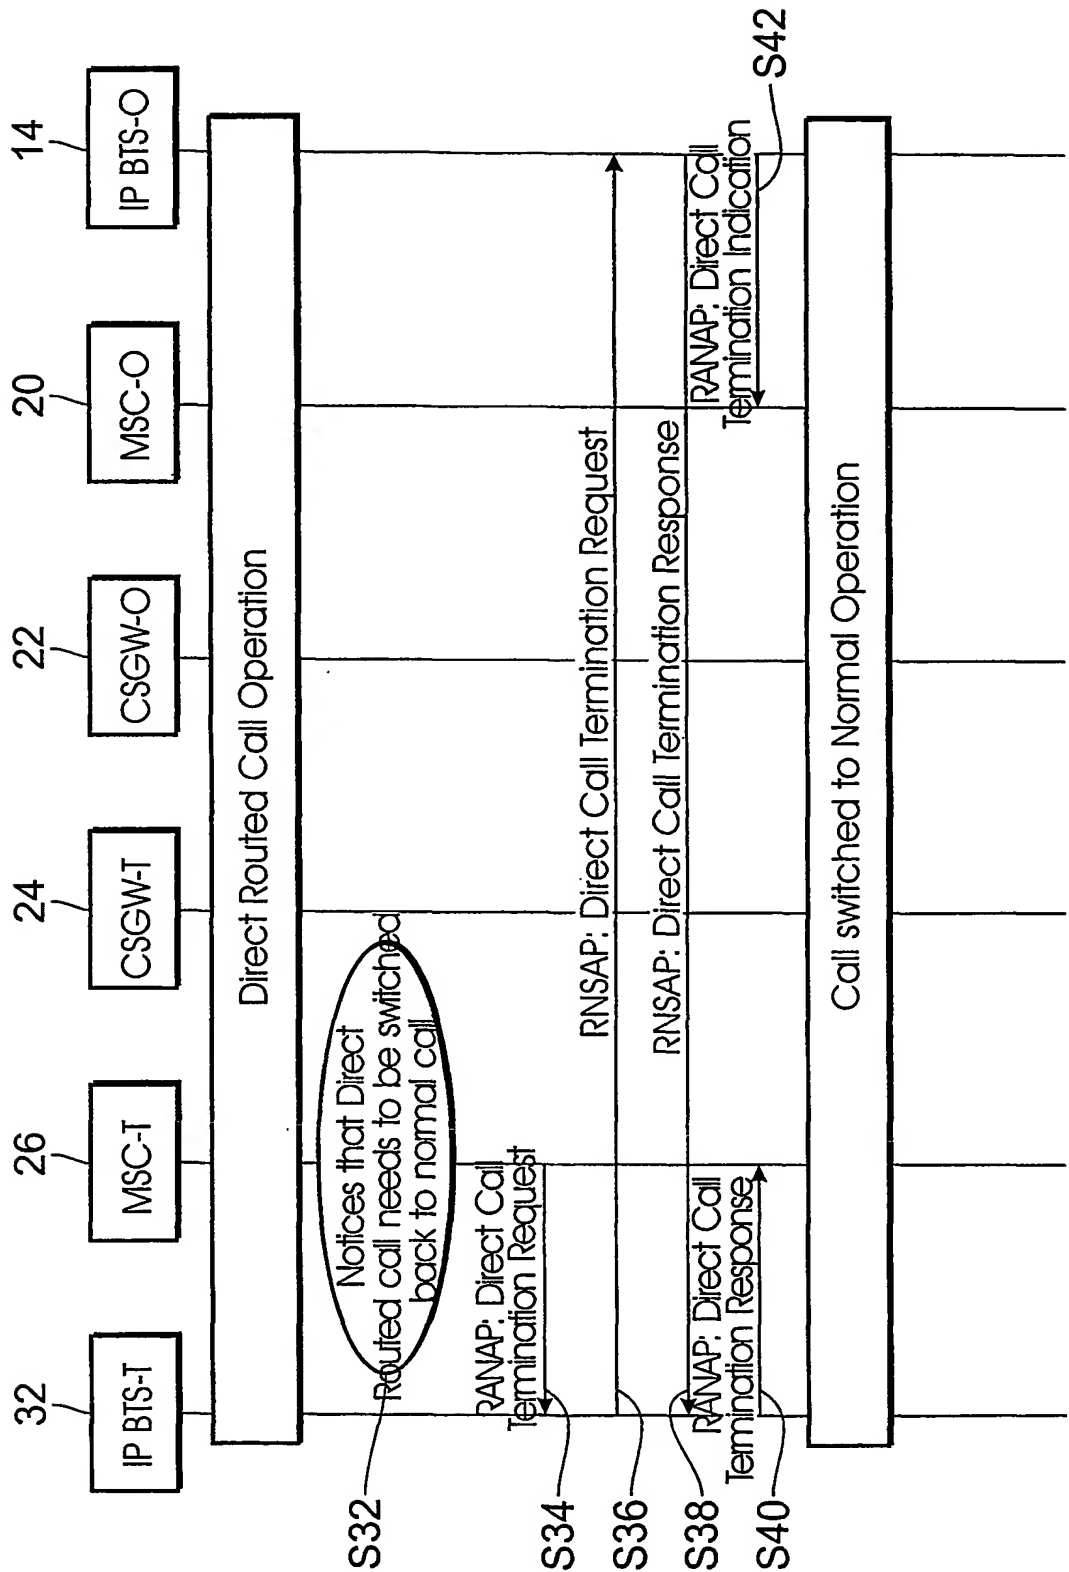 32
26
24
22
20
14
IP BTS-T
MSC-T
CSGW-T
CSGW-O
MSC-O
IP BTS-O
Direct Routed Call Operation
S32
Notices that Direct
Routed call needs to be switched
back to normal call
S34
RANAP: Direct Call
Termination Request
S36
RNSAP: Direct Call Termination Request
S38
RNSAP: Direct Call Termination Response
S40
RANAP: Direct Call
Termination Response
RANAP: Direct Call
Termination Indication
S42
Call switched to Normal Operation